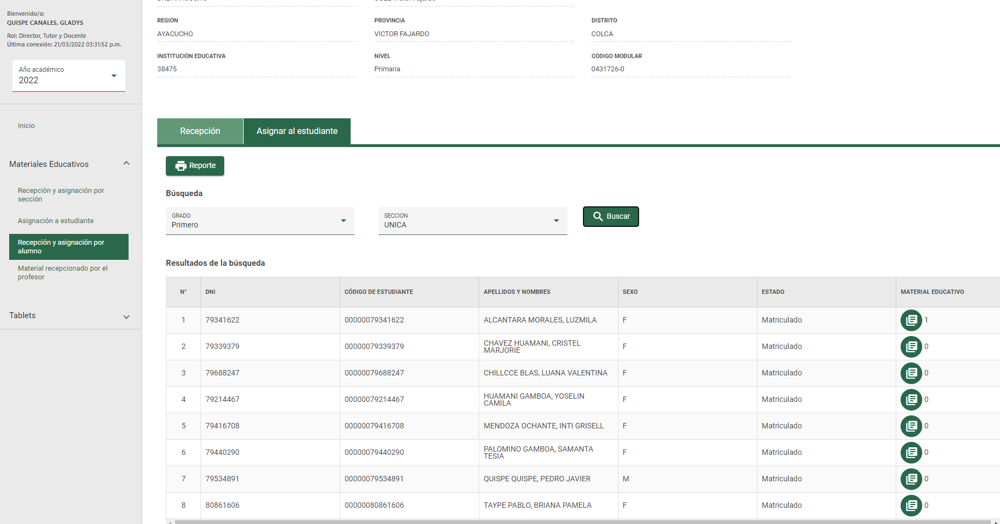 Bienvenido/a:
QUISPE CANALES, GLADYS
Rol: Director, Tutor y Docente
Última conexión: 21/03/2022 03:31:52 p.m.
Año académico
2022
Inicio
Materiales Educativos
Recepción y asignación por
sección
Asignación a estudiante
Recepción y asignación por
alumno
Material recepcionado por el
profesor
Tablets
REGIÓN PROVINCIA DISTRITO
AYACUCHO VÍCTOR FAJARDO COLCA
INSTITUCIÓN EDUCATIVA NIVEL CÓDIGO MODULAR
38475 Primaria 0431726-0
Recepción Asignar al estudiante
Reporte
Búsqueda
GRADO SECCION
Primero UNICA Buscar
Resultados de la búsqueda
N° DNI CÓDIGO DE ESTUDIANTE APELLIDOS Y NOMBRES SEXO ESTADO MATERIAL EDUCATIVO
1 79341622 00000079341622 ALCANTARA MORALES, LUZMILA F Matriculado 1
2 79339379 00000079339379 CHAVEZ HUAMANI, CRISTEL MARJORIE F Matriculado 0
3 79688247 00000079688247 CHILLCCE BLAS, LUANA VALENTINA F Matriculado 0
4 79214467 00000079214467 HUAMANI GAMBOA, YOSELIN CAMILA F Matriculado 0
5 79416708 00000079416708 MENDOZA OCHANTE, INTI GRISELL F Matriculado 0
6 79440290 00000079440290 PALOMINO GAMBOA, SAMANTA TESIA F Matriculado 0
7 79534891 00000079534891 QUISPE QUISPE, PEDRO JAVIER M Matriculado 0
8 80861606 00000080861606 TAYPE PABLO, BRIANA PAMELA F Matriculado 0